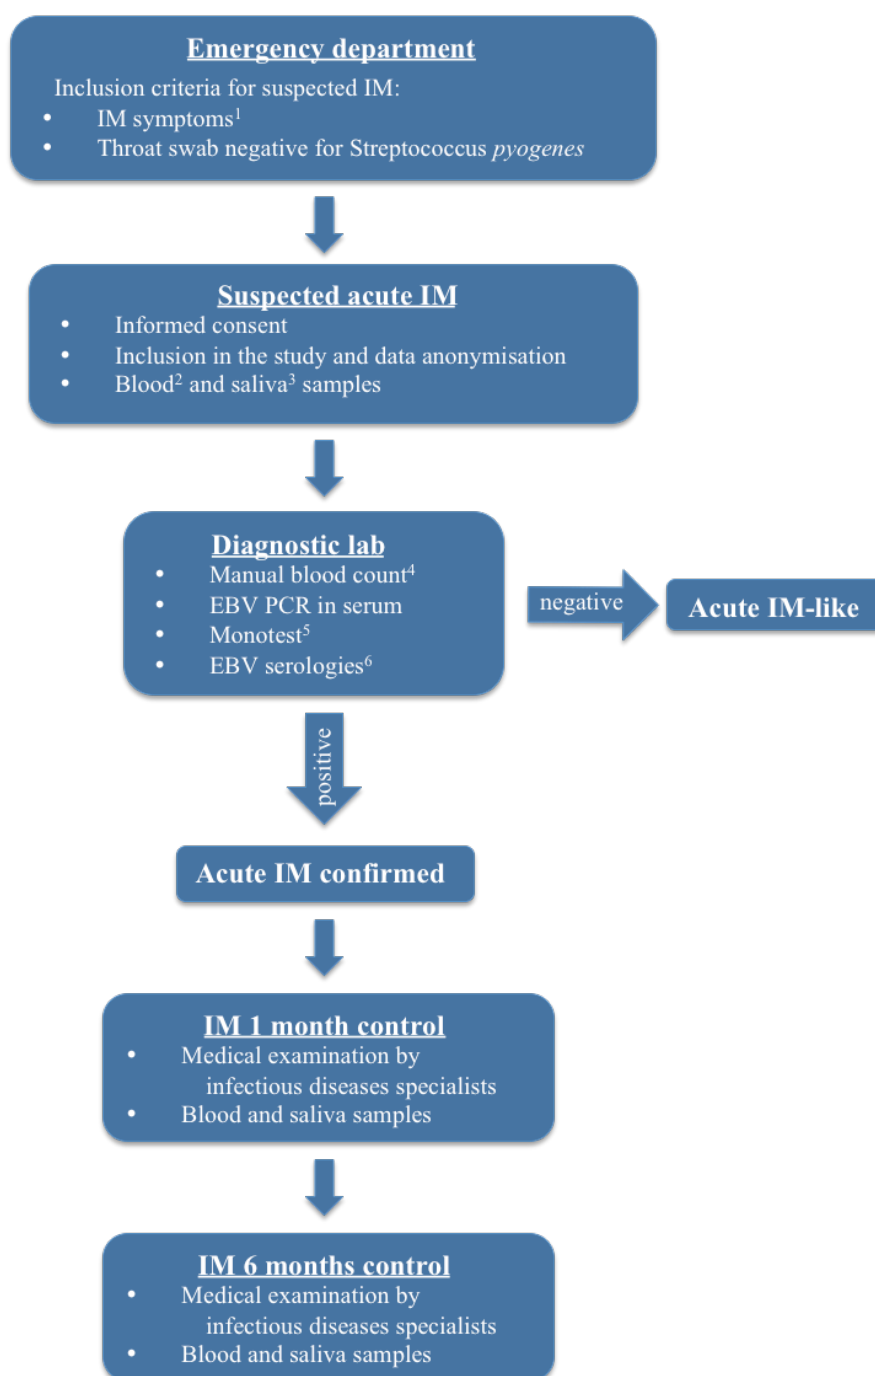 Emergency department
Inclusion criteria for suspected IM:
• IM symptoms¹
• Throat swab negative for Streptococcus pyogenes
Suspected acute IM
• Informed consent
• Inclusion in the study and data anonymisation
• Blood² and saliva³ samples
Diagnostic lab
• Manual blood count⁴
• EBV PCR in serum
• Monotest⁵
• EBV serologies⁶
negative
Acute IM-like
positive
Acute IM confirmed
IM 1 month control
• Medical examination by
infectious diseases specialists
• Blood and saliva samples
IM 6 months control
• Medical examination by
infectious diseases specialists
• Blood and saliva samples